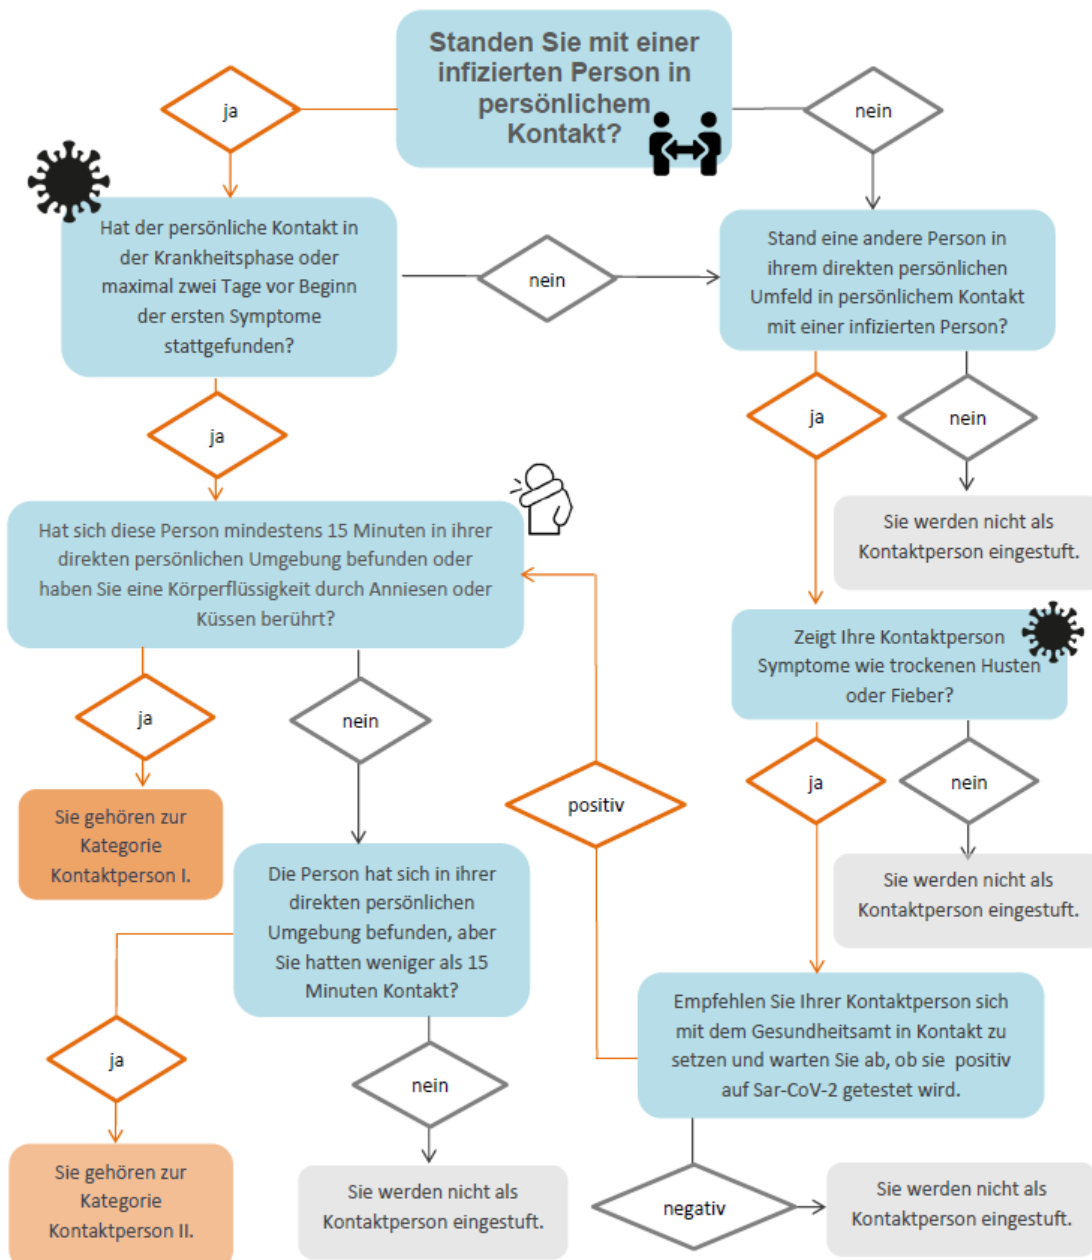 Standen Sie mit einer
infizierten Person in
persönlichem
Kontakt?
ja
nein
Hat der persönliche Kontakt in
der Krankheitsphase oder
maximal zwei Tage vor Beginn
der ersten Symptome
stattgefunden?
nein
Stand eine andere Person in
ihrem direkten persönlichen
Umfeld in persönlichem Kontakt
mit einer infizierten Person?
ja
ja
nein
Hat sich diese Person mindestens 15 Minuten in ihrer
direkten persönlichen Umgebung befunden oder
haben Sie eine Körperflüssigkeit durch Anniesen oder
Küssen berührt?
Sie werden nicht als
Kontaktperson eingestuft.
Zeigt Ihre Kontaktperson
Symptome wie trockenen Husten
oder Fieber?
ja
nein
ja
nein
positiv
Sie gehören zur
Kategorie
Kontaktperson I.
Die Person hat sich in ihrer
direkten persönlichen
Umgebung befunden, aber
Sie hatten weniger als 15
Minuten Kontakt?
Sie werden nicht als
Kontaktperson eingestuft.
Empfehlen Sie Ihrer Kontaktperson sich
mit dem Gesundheitsamt in Kontakt zu
setzen und warten Sie ab, ob sie positiv
auf Sar-CoV-2 getestet wird.
ja
nein
Sie gehören zur
Kategorie
Kontaktperson II.
Sie werden nicht als
Kontaktperson eingestuft.
negativ
Sie werden nicht als
Kontaktperson eingestuft.